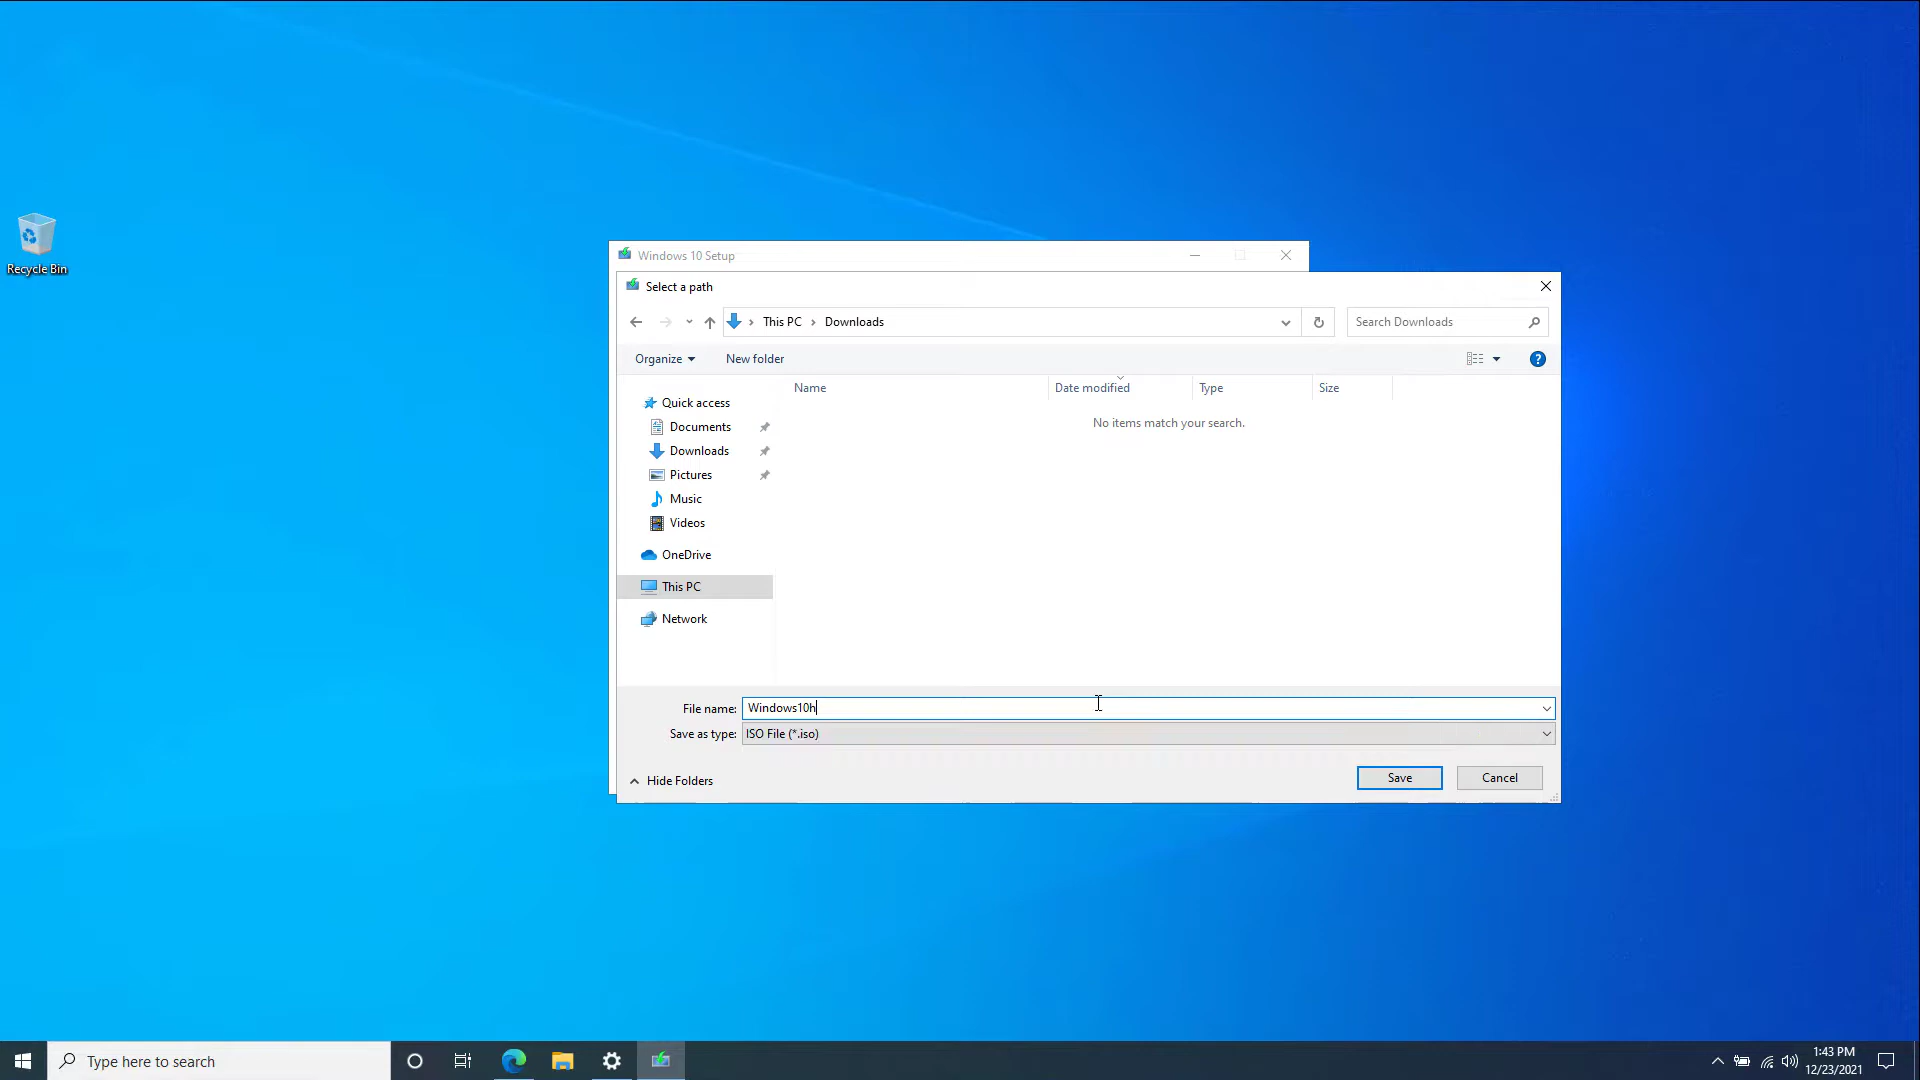 Recycle Bin
Windows 10 Setup
Select a path
This PC
Downloads
Search Downloads
Organize
New folder
Name
Date modified
Type
Size
No items match your search.
Quick access
Documents
Downloads
Pictures
Music
Videos
OneDrive
This PC
Network
File name: Windows10h
Save as type: ISO File (*.iso)
Hide Folders
Save
Cancel
Type here to search
1:43 PM
12/23/2021